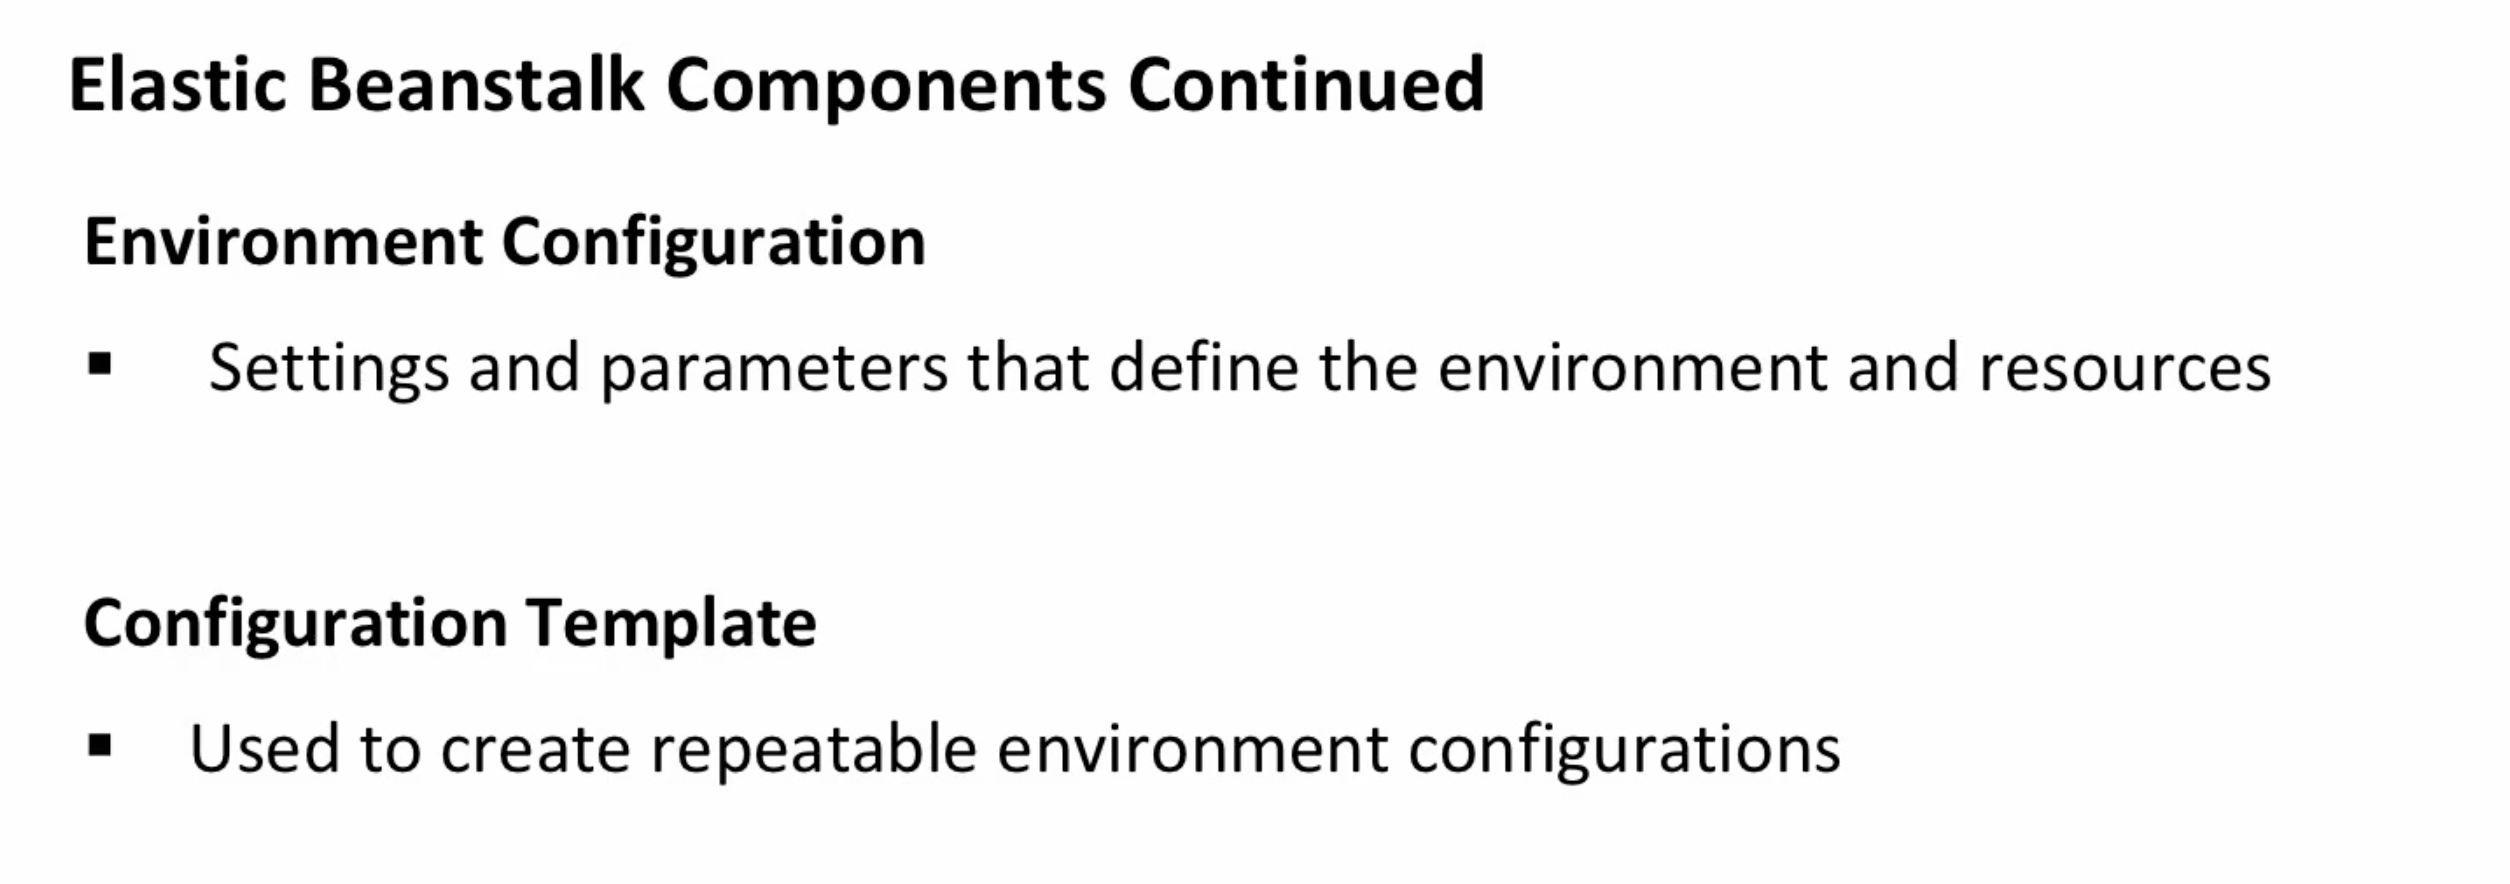 Elastic Beanstalk Components Continued
Environment Configuration
▪ Settings and parameters that define the environment and resources
Configuration Template
▪ Used to create repeatable environment configurations